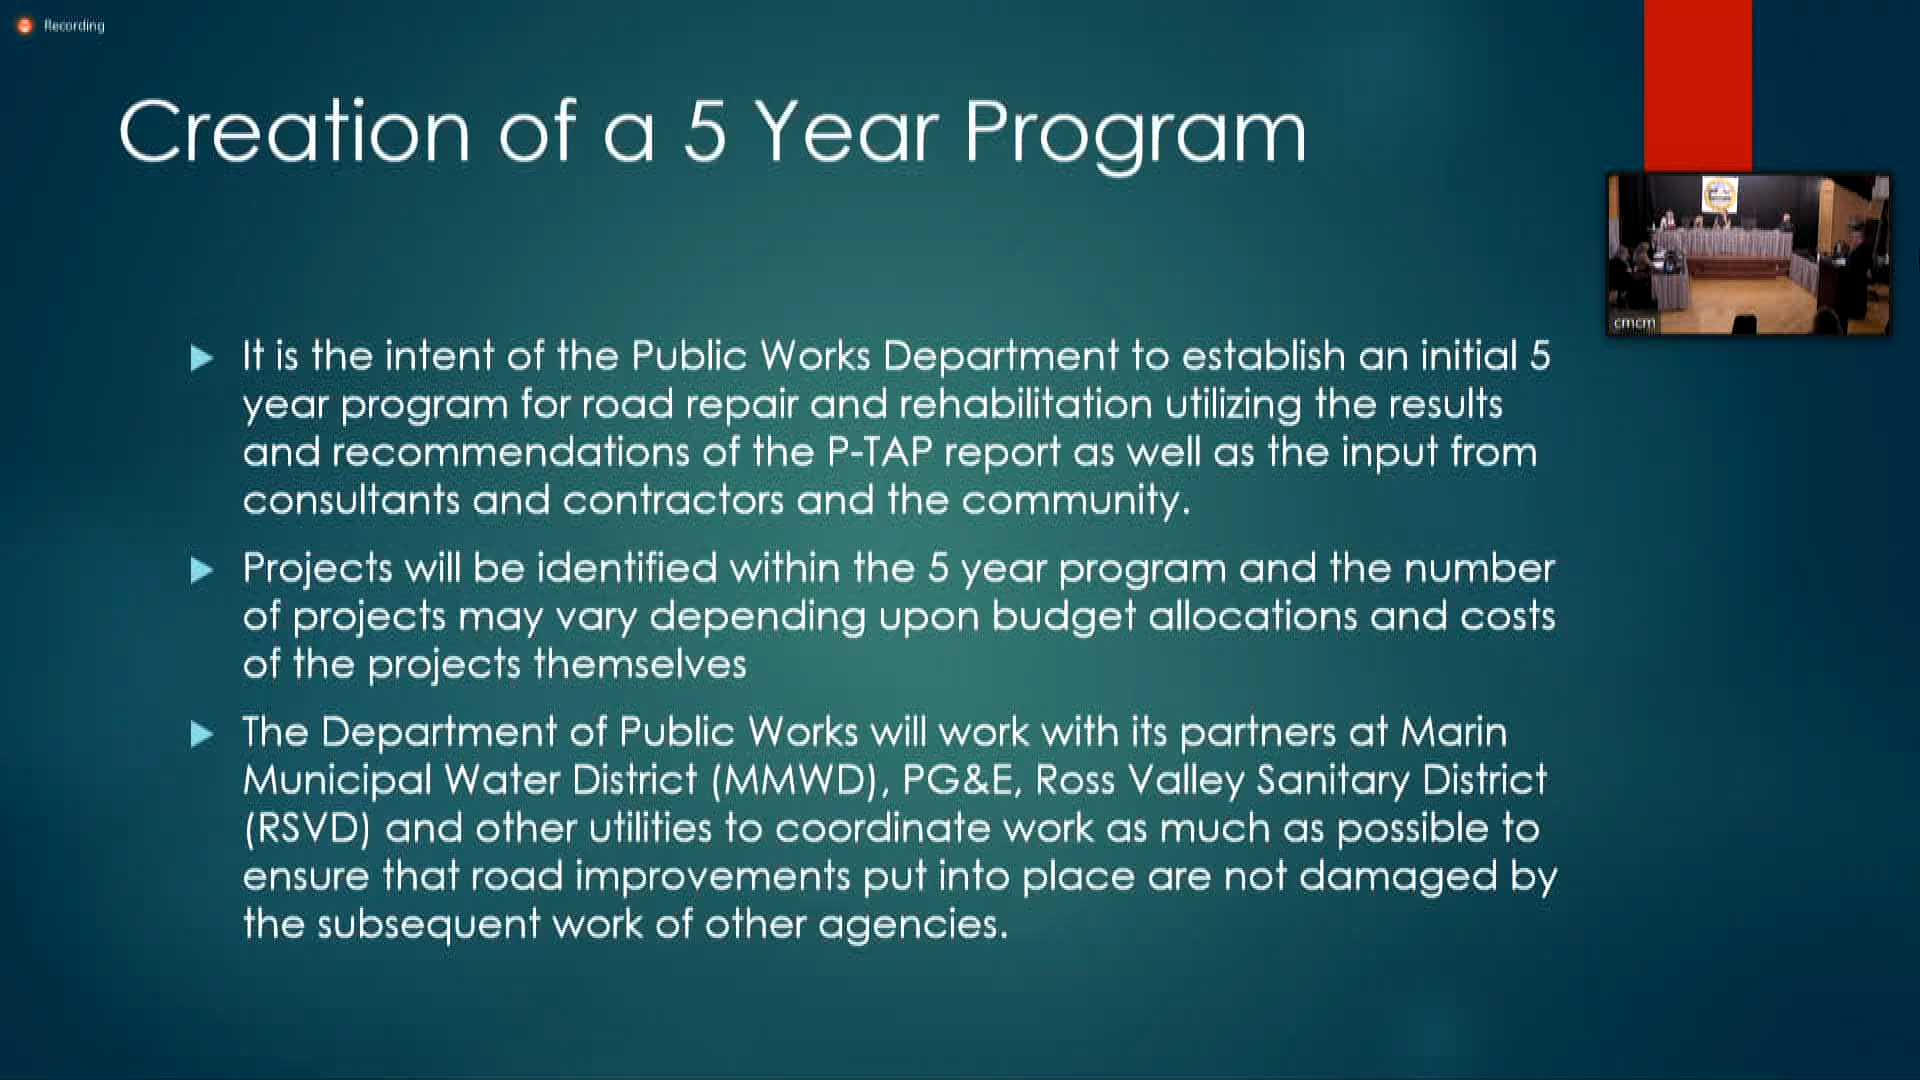 Recording
Creation of a 5 Year Program
It is the intent of the Public Works Department to establish an initial 5
year program for road repair and rehabilitation utilizing the results
and recommendations of the P-TAP report as well as the input from
consultants and contractors and the community.
Projects will be identified within the 5 year program and the number
of projects may vary depending upon budget allocations and costs
of the projects themselves
The Department of Public Works will work with its partners at Marin
Municipal Water District (MMWD), PG&E, Ross Valley Sanitary District
(RSVD) and other utilities to coordinate work as much as possible to
ensure that road improvements put into place are not damaged by
the subsequent work of other agencies.
cmcm